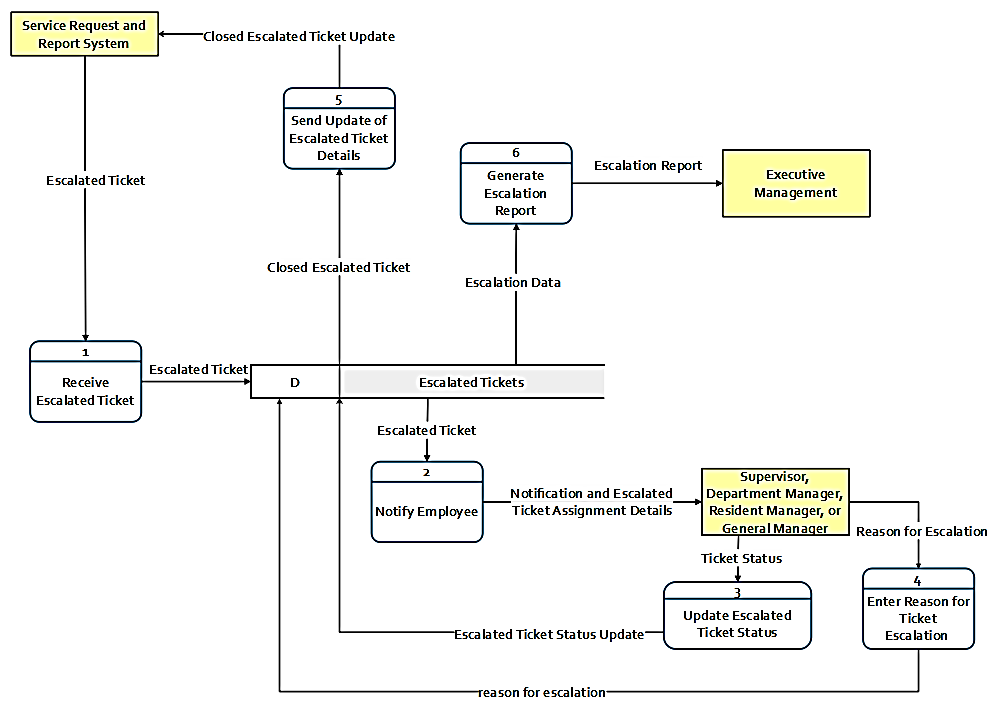 Service Request and
Report System
Closed Escalated Ticket Update
5
Send Update of
Escalated Ticket
Details
6
Generate
Escalation
Report
Escalation Report
Executive
Management
Escalated Ticket
Closed Escalated Ticket
Escalation Data
1
Receive
Escalated Ticket
Escalated Ticket
D
Escalated Tickets
Escalated Ticket
2
Notify Employee
Notification and Escalated
Ticket Assignment Details
Supervisor,
Department Manager,
Resident Manager, or
General Manager
Reason for Escalation
Ticket Status
3
Update Escalated
Ticket Status
4
Enter Reason for
Ticket
Escalation
Escalated Ticket Status Update
reason for escalation